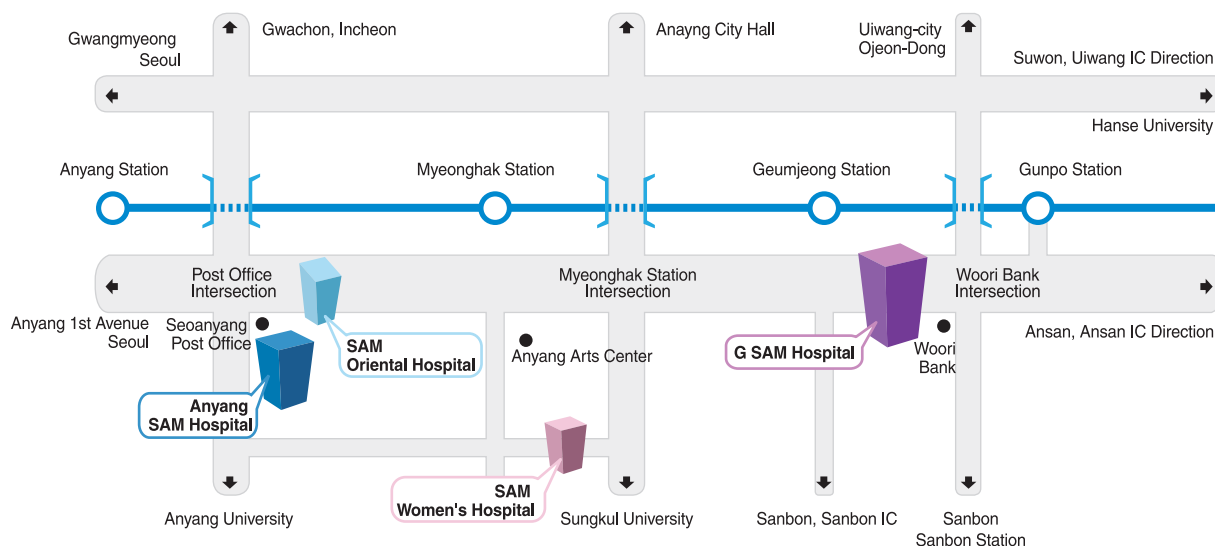 Gwangmyeong
Seoul
Gwachon, Incheon
Anayng City Hall
Uiwang-city
Ojeon-Dong
Suwon, Uiwang IC Direction
Hanse University
Anyang Station
Myeonghak Station
Geumjeong Station
Gunpo Station
Post Office
Intersection
Myeonghak Station
Intersection
Woori Bank
Intersection
Anyang 1st Avenue
Seoul
Seoanyang
Post Office
SAM
Oriental Hospital
Anyang Arts Center
G SAM Hospital
Woori
Bank
Ansan, Ansan IC Direction
Anyang
SAM Hospital
SAM
Women's Hospital
Anyang University
Sungkul University
Sanbon, Sanbon IC
Sanbon
Sanbon Station